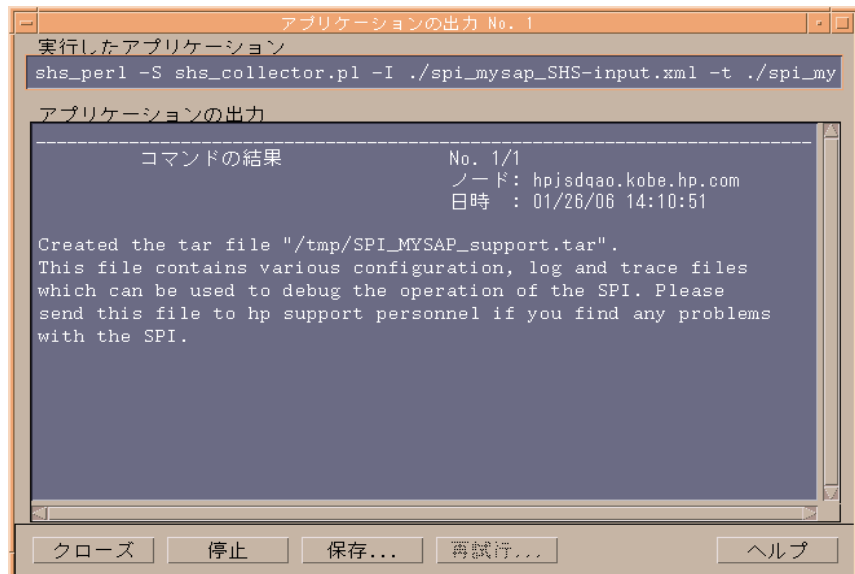 アプリケーションの出力 No. 1
実行したアプリケーション
shs_perl -S shs_collector.pl -I ./spi_mysap_SHS-input.xml -t ./spi_my
アプリケーションの出力
コマンドの結果 No. 1/1
ノード: hpjsdqao.kobe.hp.com
日時 : 01/26/06 14:10:51
Created the tar file "/tmp/SPI_MYSAP_support.tar".
This file contains various configuration, log and trace files
which can be used to debug the operation of the SPI. Please
send this file to hp support personnel if you find any problems
with the SPI.
クローズ 停止 保存... 再試行... ヘルプ